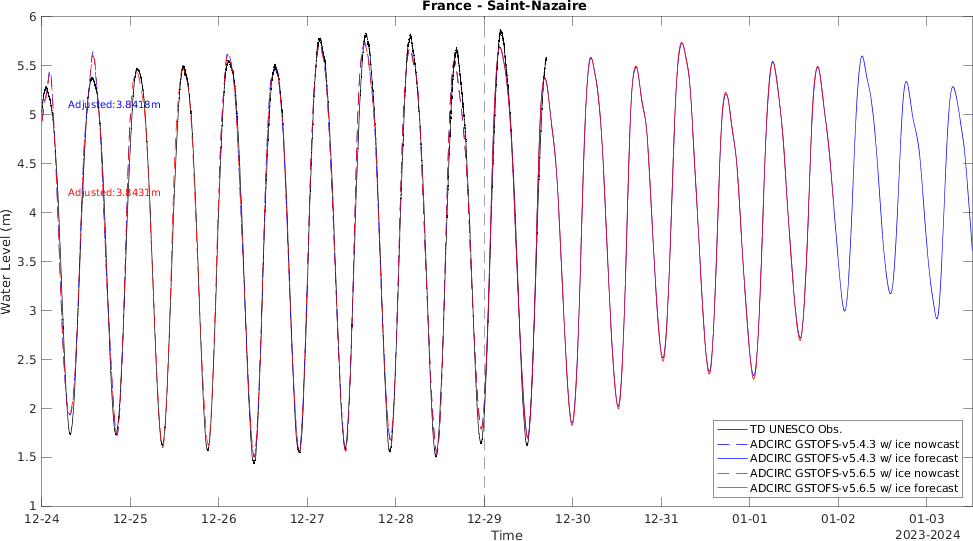 France - Saint-Nazaire
Water Level (m)
6
5.5
5
4.5
4
3.5
3
2.5
2
1.5
1
Adjusted:3.8418m
Adjusted:3.8431m
TD UNESCO Obs.
ADCIRC GSTOFS-v5.4.3 w/ ice nowcast
ADCIRC GSTOFS-v5.4.3 w/ ice forecast
ADCIRC GSTOFS-v5.6.5 w/ ice nowcast
ADCIRC GSTOFS-v5.6.5 w/ ice forecast
12-24 12-25 12-26 12-27 12-28 12-29 12-30 12-31 01-01 01-02 01-03
Time
2023-2024